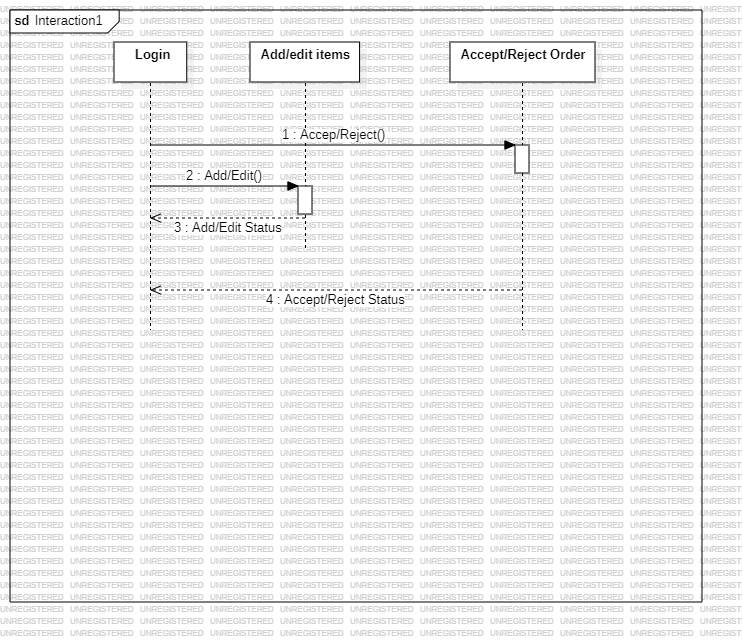 sd Interaction1
Login
Add/edit items
Accept/Reject Order
1 : Accep/Reject()
2 : Add/Edit()
3 : Add/Edit Status
4 : Accept/Reject Status
UNREGISTERED